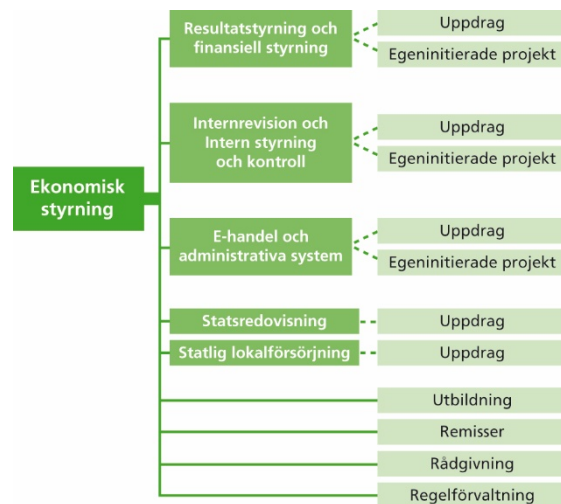 Ekonomisk
styrning
Resultatstyrning och
finansiell styrning
Uppdrag
Egeninitierade projekt
Internrevision och
Intern styrning
och kontroll
Uppdrag
Egeninitierade projekt
E-handel och
administrativa system
Uppdrag
Egeninitierade projekt
Statsredovisning
Uppdrag
Statlig lokalförsörjning
Uppdrag
Utbildning
Remisser
Rådgivning
Regelförvaltning